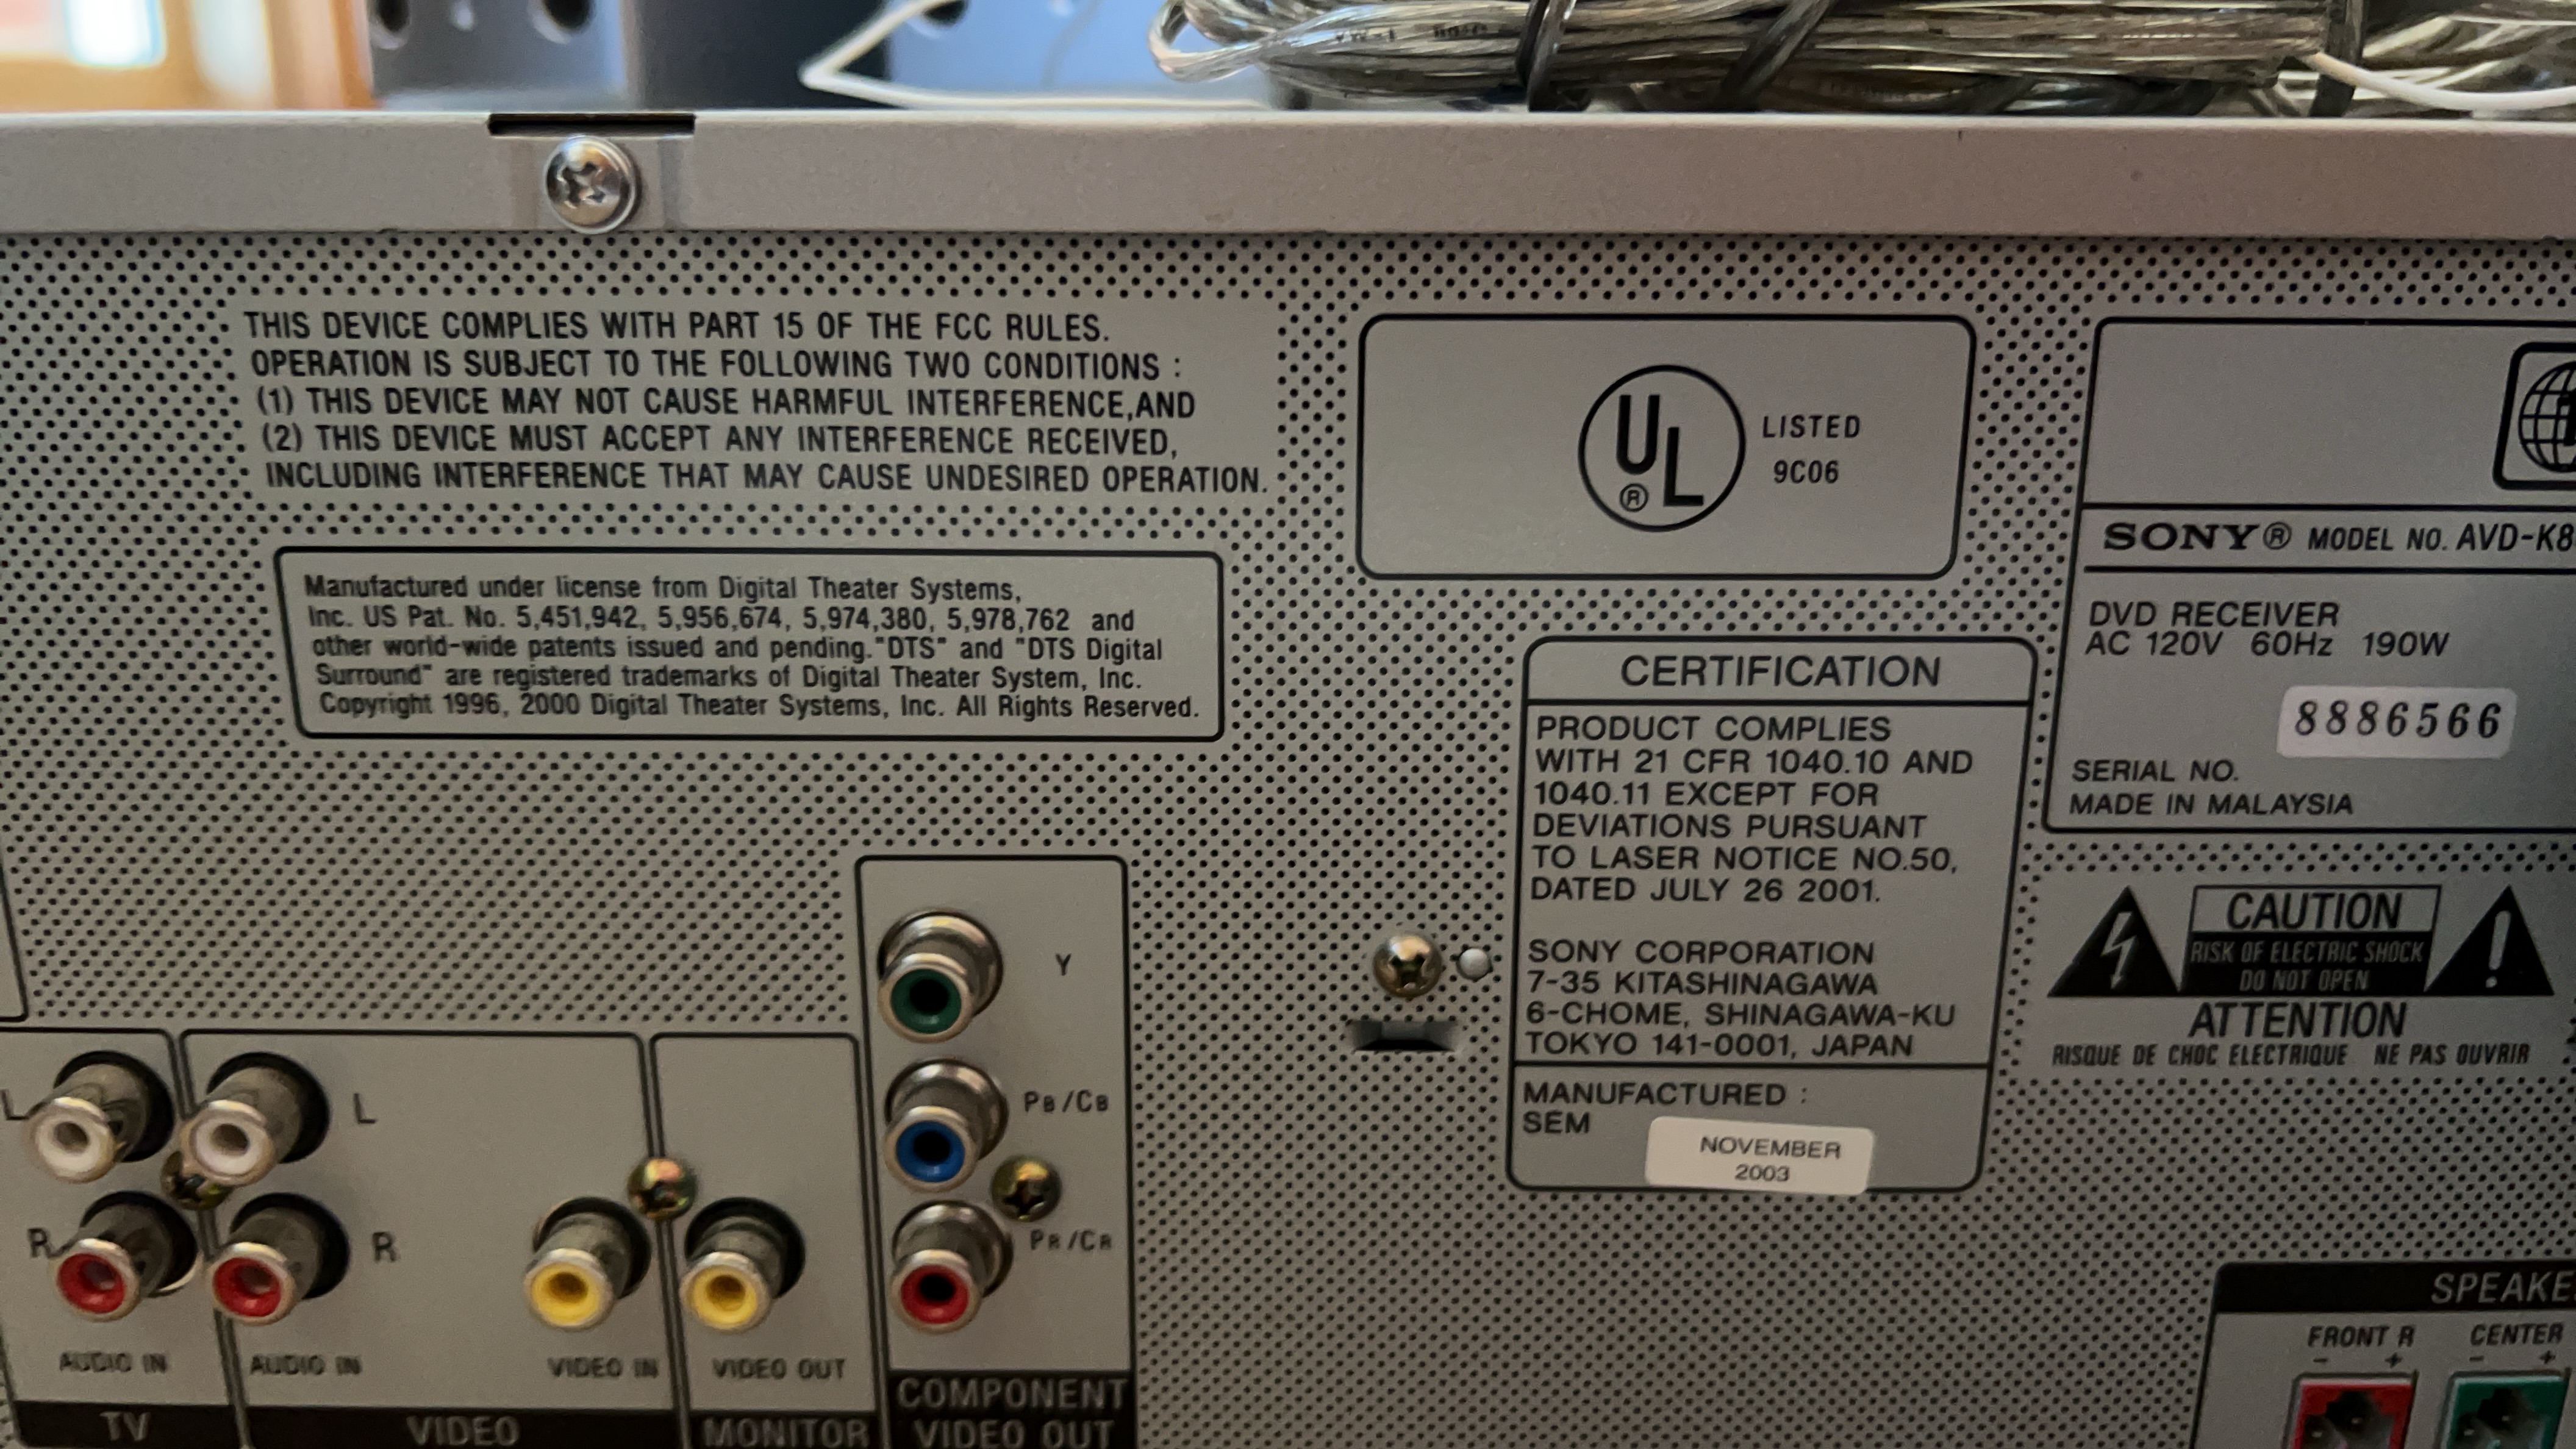 THIS DEVICE COMPLIES WITH PART 15 OF THE FCC RULES.
OPERATION IS SUBJECT TO THE FOLLOWING TWO CONDITIONS :
(1) THIS DEVICE MAY NOT CAUSE HARMFUL INTERFERENCE,AND
(2) THIS DEVICE MUST ACCEPT ANY INTERFERENCE RECEIVED,
INCLUDING INTERFERENCE THAT MAY CAUSE UNDESIRED OPERATION.
Manufactured under license from Digital Theater Systems,
Inc. US Pat. No. 5,451,942, 5,956,674, 5,974,380, 5,978,762 and
other world-wide patents issued and pending."DTS" and "DTS Digital
Surround" are registered trademarks of Digital Theater System, Inc.
Copyright 1996, 2000 Digital Theater Systems, Inc. All Rights Reserved.
UL ®
LISTED
9C06
SONY® MODEL NO. AVD-K8
DVD RECEIVER
AC 120V 60Hz 190W
8886566
SERIAL NO.
MADE IN MALAYSIA
CERTIFICATION
PRODUCT COMPLIES
WITH 21 CFR 1040.10 AND
1040.11 EXCEPT FOR
DEVIATIONS PURSUANT
TO LASER NOTICE NO.50,
DATED JULY 26 2001.
SONY CORPORATION
7-35 KITASHINAGAWA
6-CHOME, SHINAGAWA-KU
TOKYO 141-0001, JAPAN
MANUFACTURED :
SEM
NOVEMBER
2003
CAUTION
RISK OF ELECTRIC SHOCK
DO NOT OPEN
ATTENTION
RISQUE DE CHOC ELECTRIQUE NE PAS OUVRIR
Y
PB/CB
PR/CR
COMPONENT
VIDEO OUT
L
R
AUDIO IN
TV
L
R
AUDIO IN
VIDEO IN
VIDEO
VIDEO OUT
MONITOR
SPEAKE
FRONT R
CENTER
- +
- +